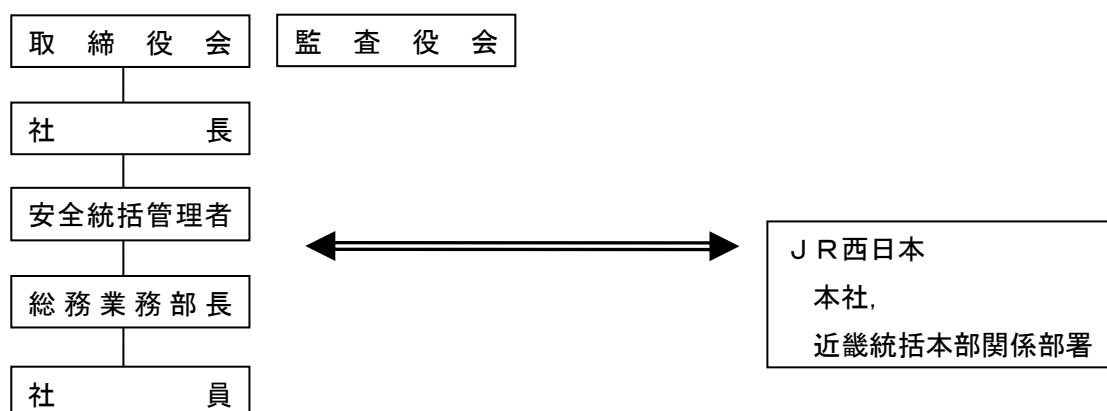 取締役会 監査役会
社長
安全統括管理者
JR西日本
本社,
総務業務部長
近畿統括本部関係部署
社員